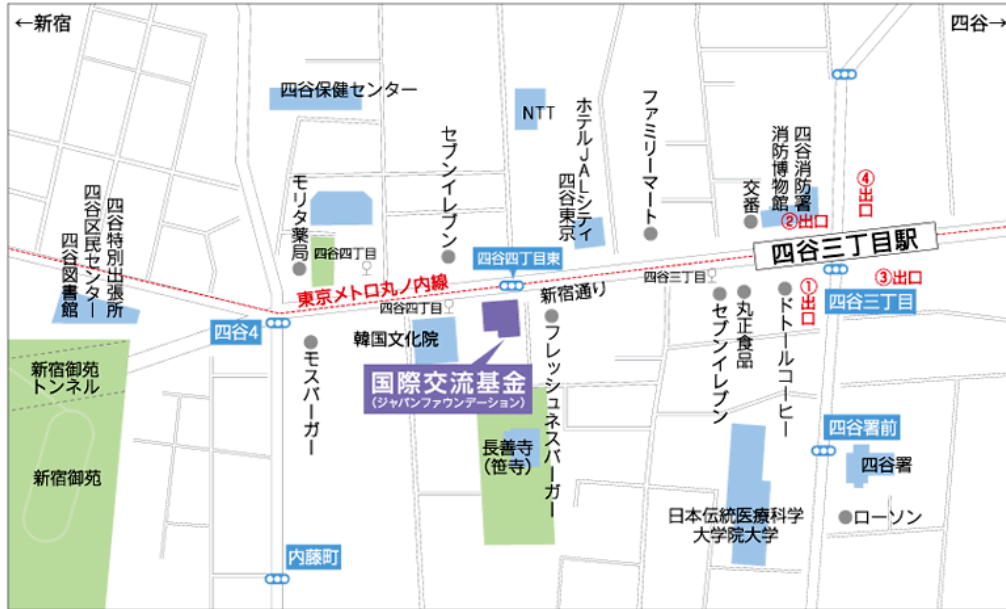 ←新宿
四谷→
四谷保健センター
NTT
ホテルJALシティ
四谷東京
ファミリーマート
セブンイレブン
モリタ薬局
四谷消防署
消防博物館
交番
②出口
④出口
四谷三丁目駅
③出口
①出口
四谷三丁目
四谷特別出張所
四谷区民センター
四谷図書館
四谷四丁目
四谷四丁目東
四谷三丁目
東京メトロ丸ノ内線
新宿通り
四谷四丁目
四谷4
韓国文化院
モスバーガー
国際交流基金
(ジャパンファウンデーション)
フレッシュネスバーガー
セブンイレブン
丸正食品
ドトールコーヒー
新宿御苑
トンネル
新宿御苑
長善寺
(笹寺)
四谷署前
四谷署
日本伝統医療科学
大学院大学
ローソン
内藤町